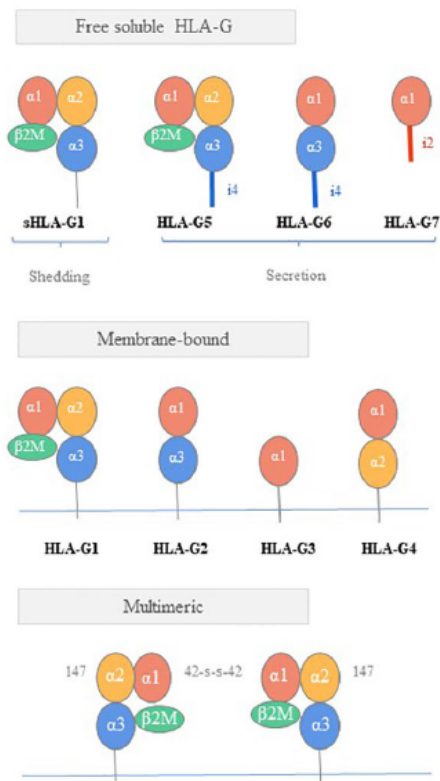 Free soluble HLA-G
α1 α2 α1 α2 α1 α1
β2M α3 β2M α3 α3 i2
i4 i4
sHLA-G1 HLA-G5 HLA-G6 HLA-G7
Shedding Secretion
Membrane-bound
α1 α2 α1 α1
β2M α3 α3 α1 α2
HLA-G1 HLA-G2 HLA-G3 HLA-G4
Multimeric
147 α2 α1 42-s-s-42 α1 α2 147
α3 β2M β2M α3